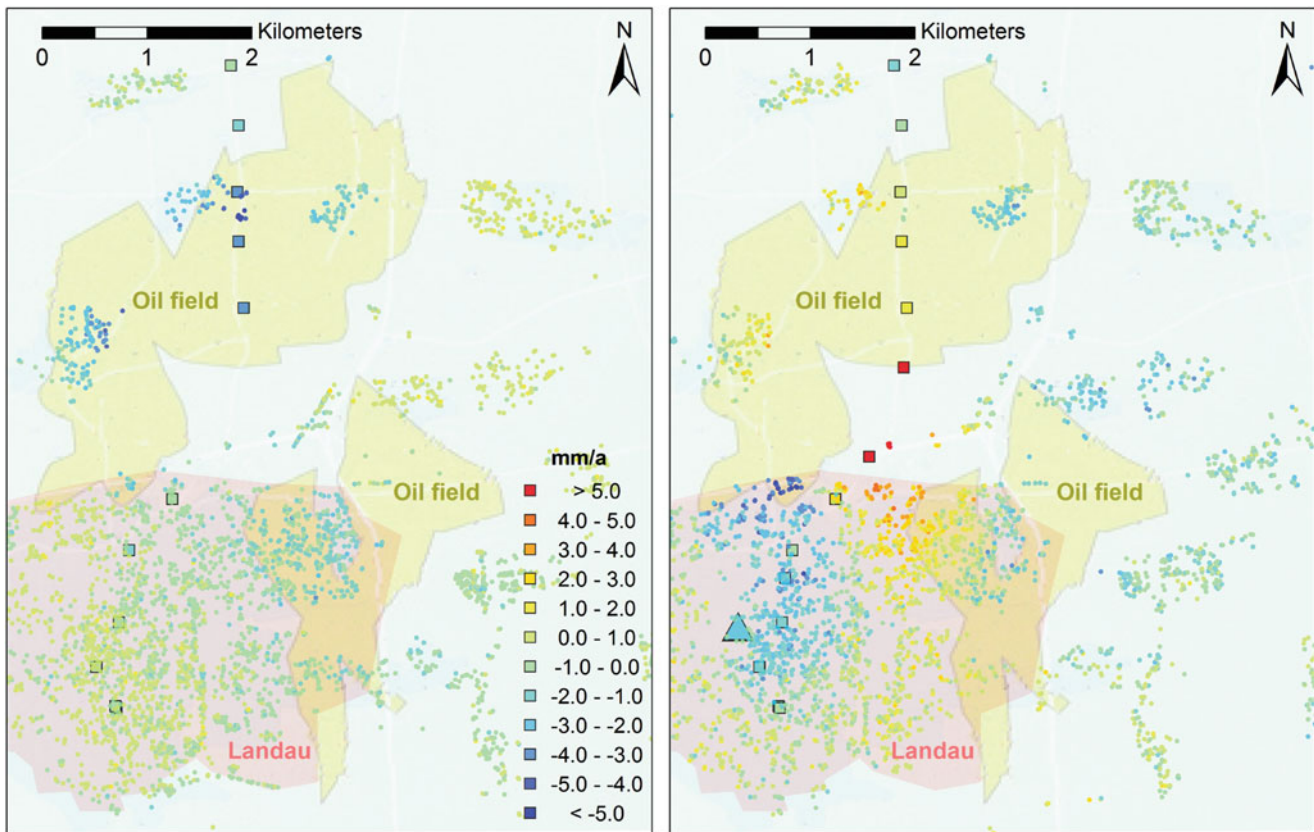 Kilometers
0 1 2
N
Oil field
Oil field
Landau
mm/a
> 5.0
4.0 - 5.0
3.0 - 4.0
2.0 - 3.0
1.0 - 2.0
0.0 - 1.0
-1.0 - 0.0
-2.0 - -1.0
-3.0 - -2.0
-4.0 - -3.0
-5.0 - -4.0
< -5.0
Kilometers
0 1 2
N
Oil field
Oil field
Landau